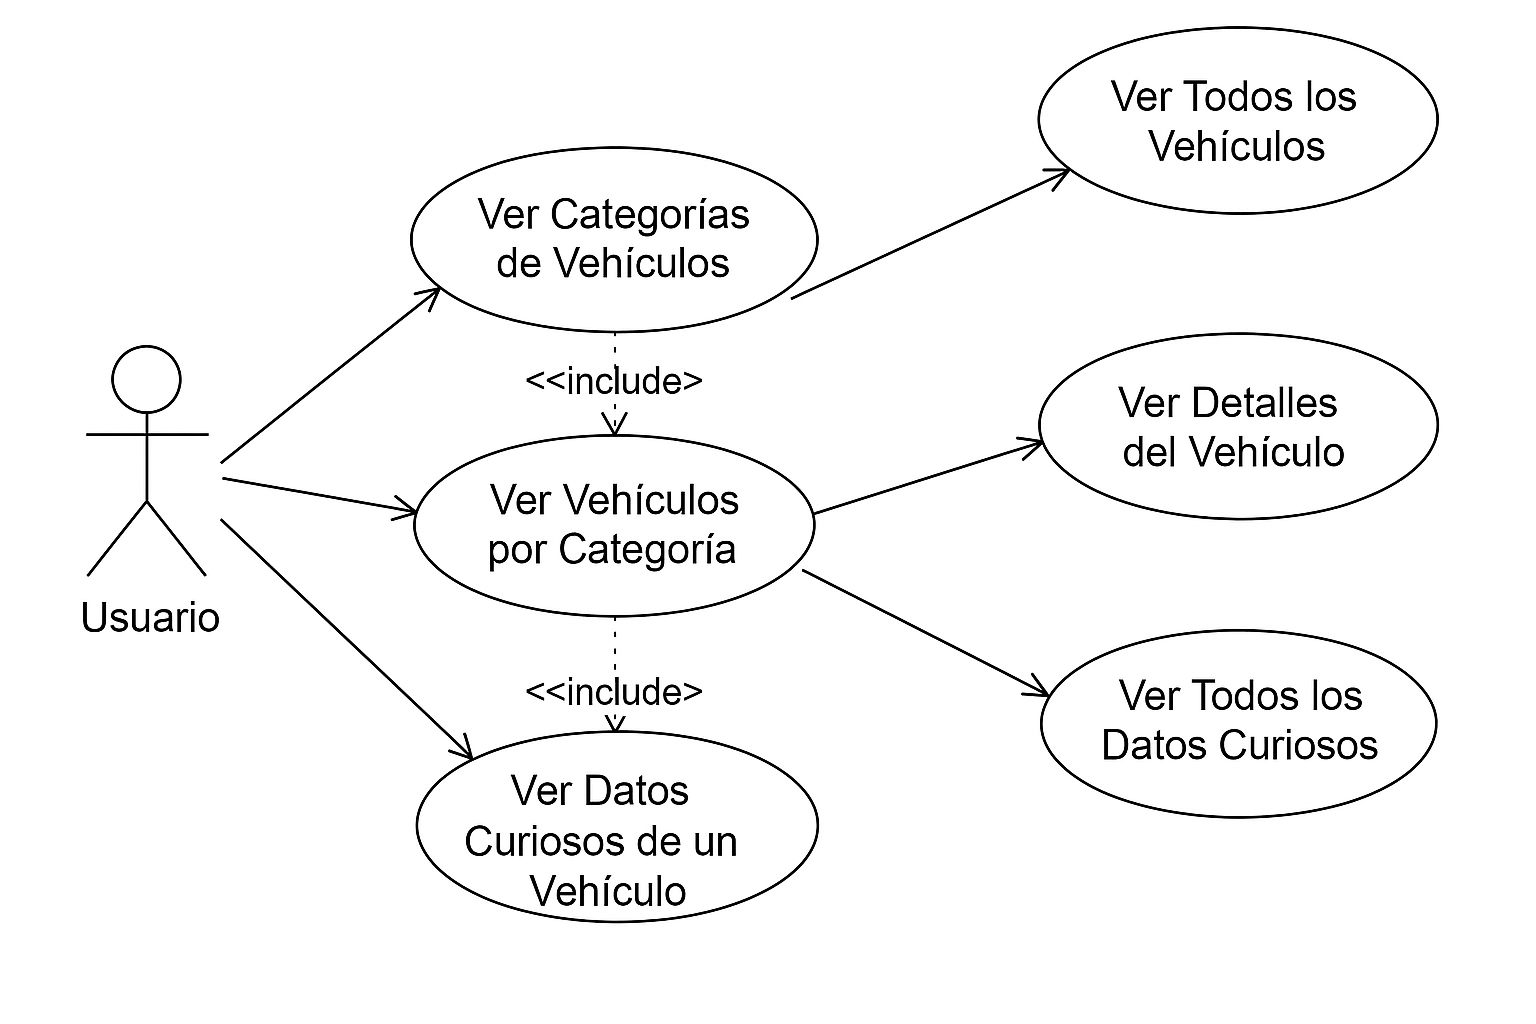 Ver Todos los
Vehículos
Ver Categorías
de Vehículos
<<include>
Ver Detalles
del Vehículo
Ver Vehículos
por Categoría
Usuario
<<include>
Ver Todos los
Datos Curiosos
Ver Datos
Curiosos de un
Vehículo